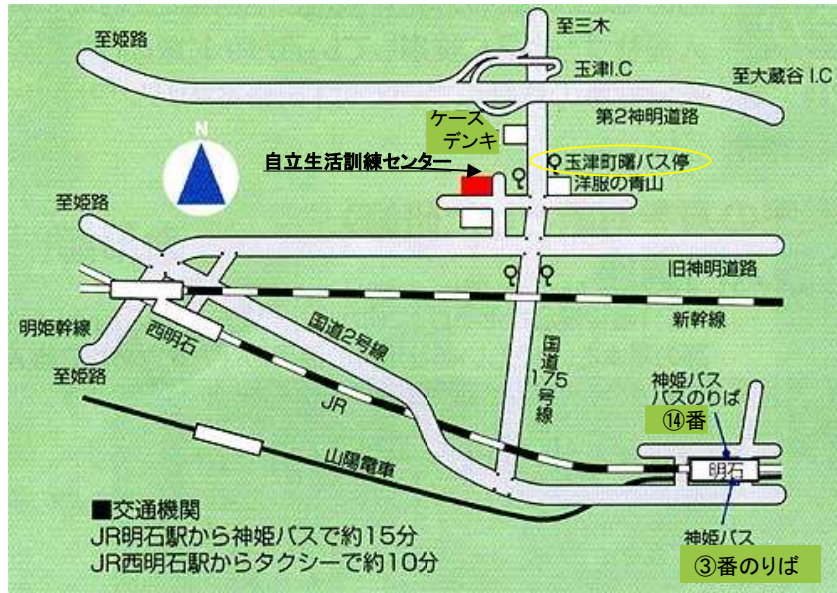 至三木
至姫路
玉津I.C
至大蔵谷 I.C
第2神明道路
ケーズ
デンキ
玉津町曙バス停
N
自立生活訓練センター
洋服の青山
至姫路
旧神明道路
新幹線
明姫幹線
西明石
国道2号線
国道175号線
至姫路
JR
神姫バス
バスのりば
⑭番
山陽電車
明石
■交通機関
JR明石駅から神姫バスで約15分
JR西明石駅からタクシーで約10分
神姫バス
③番のりば